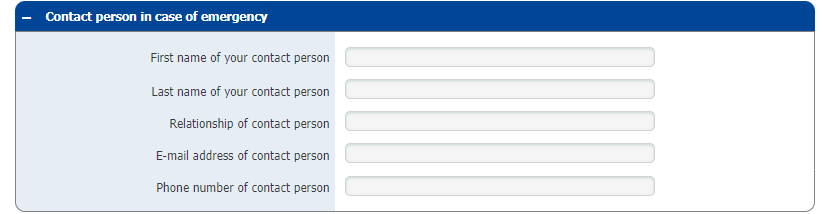 Contact person in case of emergency
First name of your contact person
Last name of your contact person
Relationship of contact person
E-mail address of contact person
Phone number of contact person